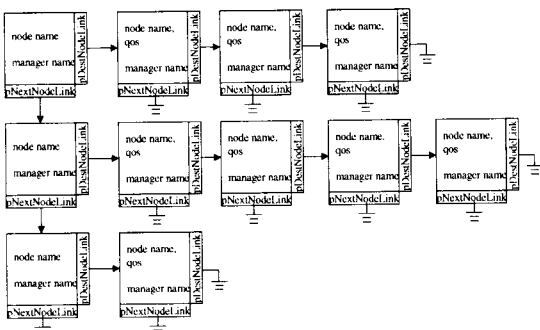 node name
manager name
pDestNodeLink
pNextNodeLink
node name,
qos
manager name
pDestNodeLink
pNextNodeLink
node name,
qos
manager name
pDestNodeLink
pNextNodeLink
node name,
qos
manager name
pDestNodeLink
pNextNodeLink
node name
manager name
pDestNodeLink
pNextNodeLink
node name,
qos
manager name
pDestNodeLink
pNextNodeLink
node name,
qos
manager name
pDestNodeLink
pNextNodeLink
node name,
qos
manager name
pDestNodeLink
pNextNodeLink
node name,
qos
manager name
pDestNodeLink
pNextNodeLink
node name
manager name
pDestNodeLink
pNextNodeLink
node name,
qos
manager name
pDestNodeLink
pNextNodeLink